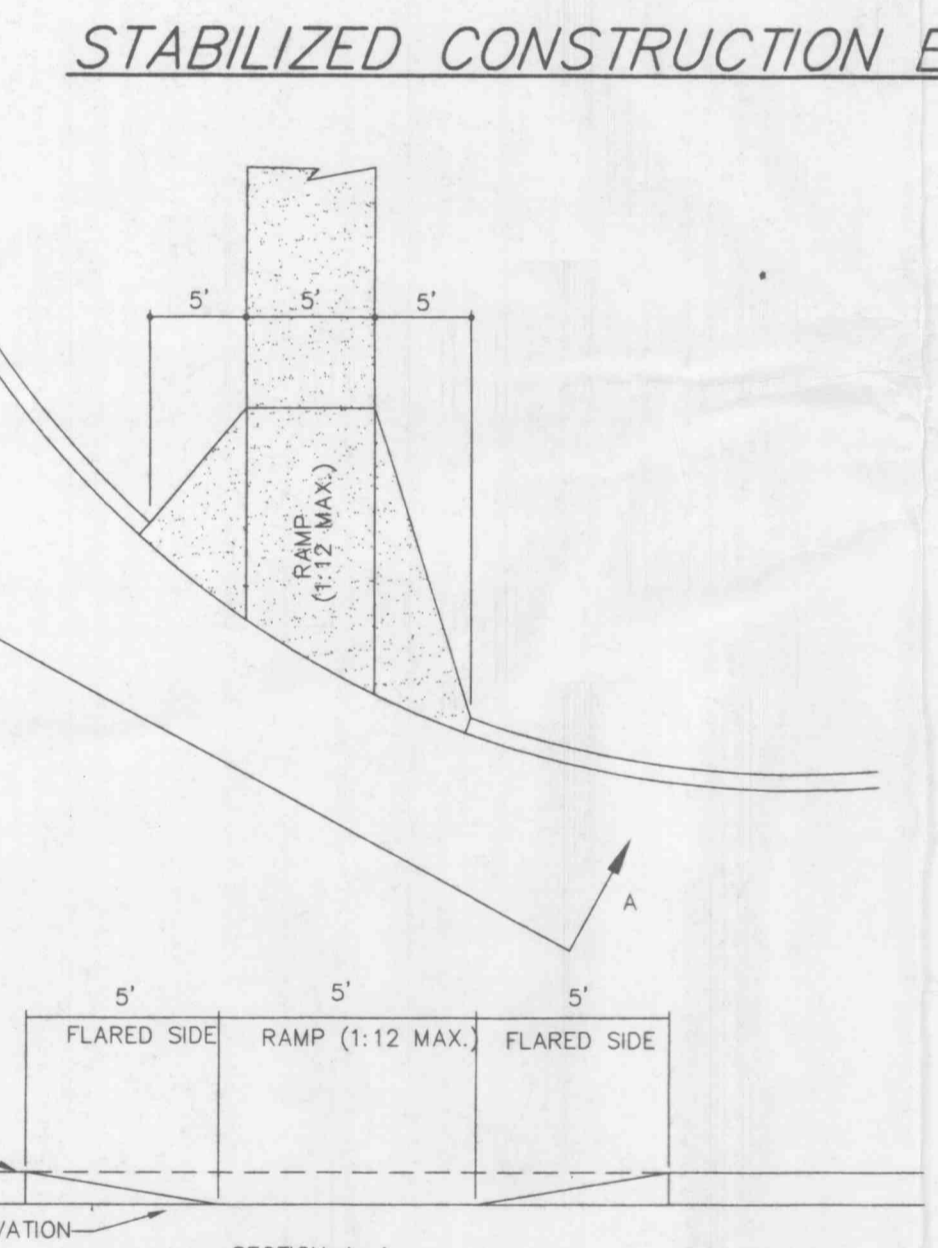 STABILIZED CONSTRUCTION
5' 5' 5'
RAMP
(1:12 MAX.)
A
5' 5' 5'
FLARED SIDE RAMP (1:12 MAX.) FLARED SIDE